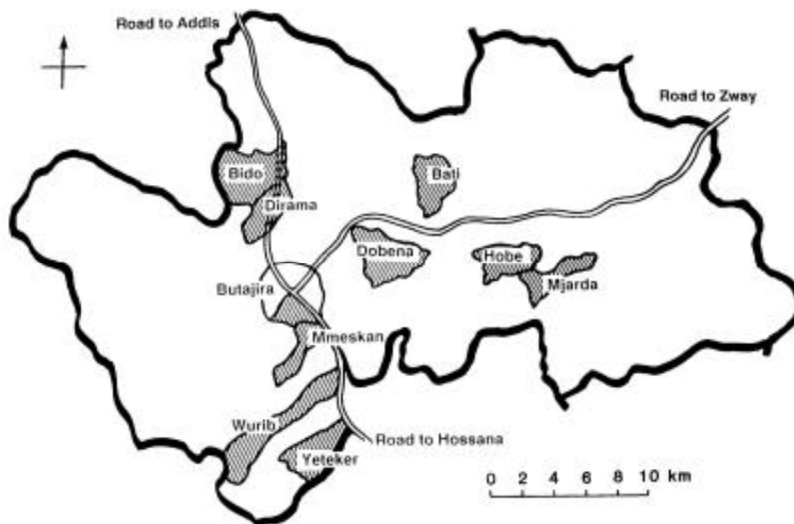 Road to Addis
Road to Zway
Bido
Bati
Dirama
Dobena
Hobe
Mjarda
Butajira
Mmeskan
Wurib
Road to Hossana
Yeteker
0 2 4 6 8 10 km